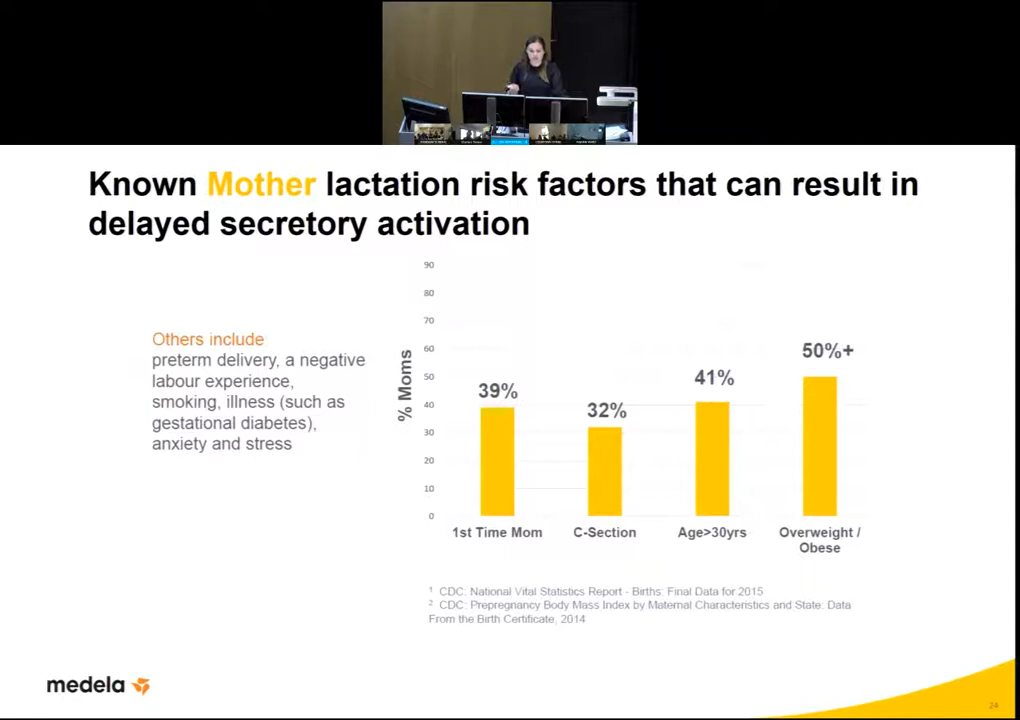 Known Mother lactation risk factors that can result in
delayed secretory activation
Others include
preterm delivery, a negative
labour experience,
smoking, illness (such as
gestational diabetes),
anxiety and stress
% Moms
90
80
70
60
50
40
30
20
10
0
39%
32%
41%
50%+
1st Time Mom
C-Section
Age>30yrs
Overweight /
Obese
1 CDC: National Vital Statistics Report - Births: Final Data for 2015
2 CDC: Prepregnancy Body Mass Index by Maternal Characteristics and State: Data
From the Birth Certificate, 2014
medela
24